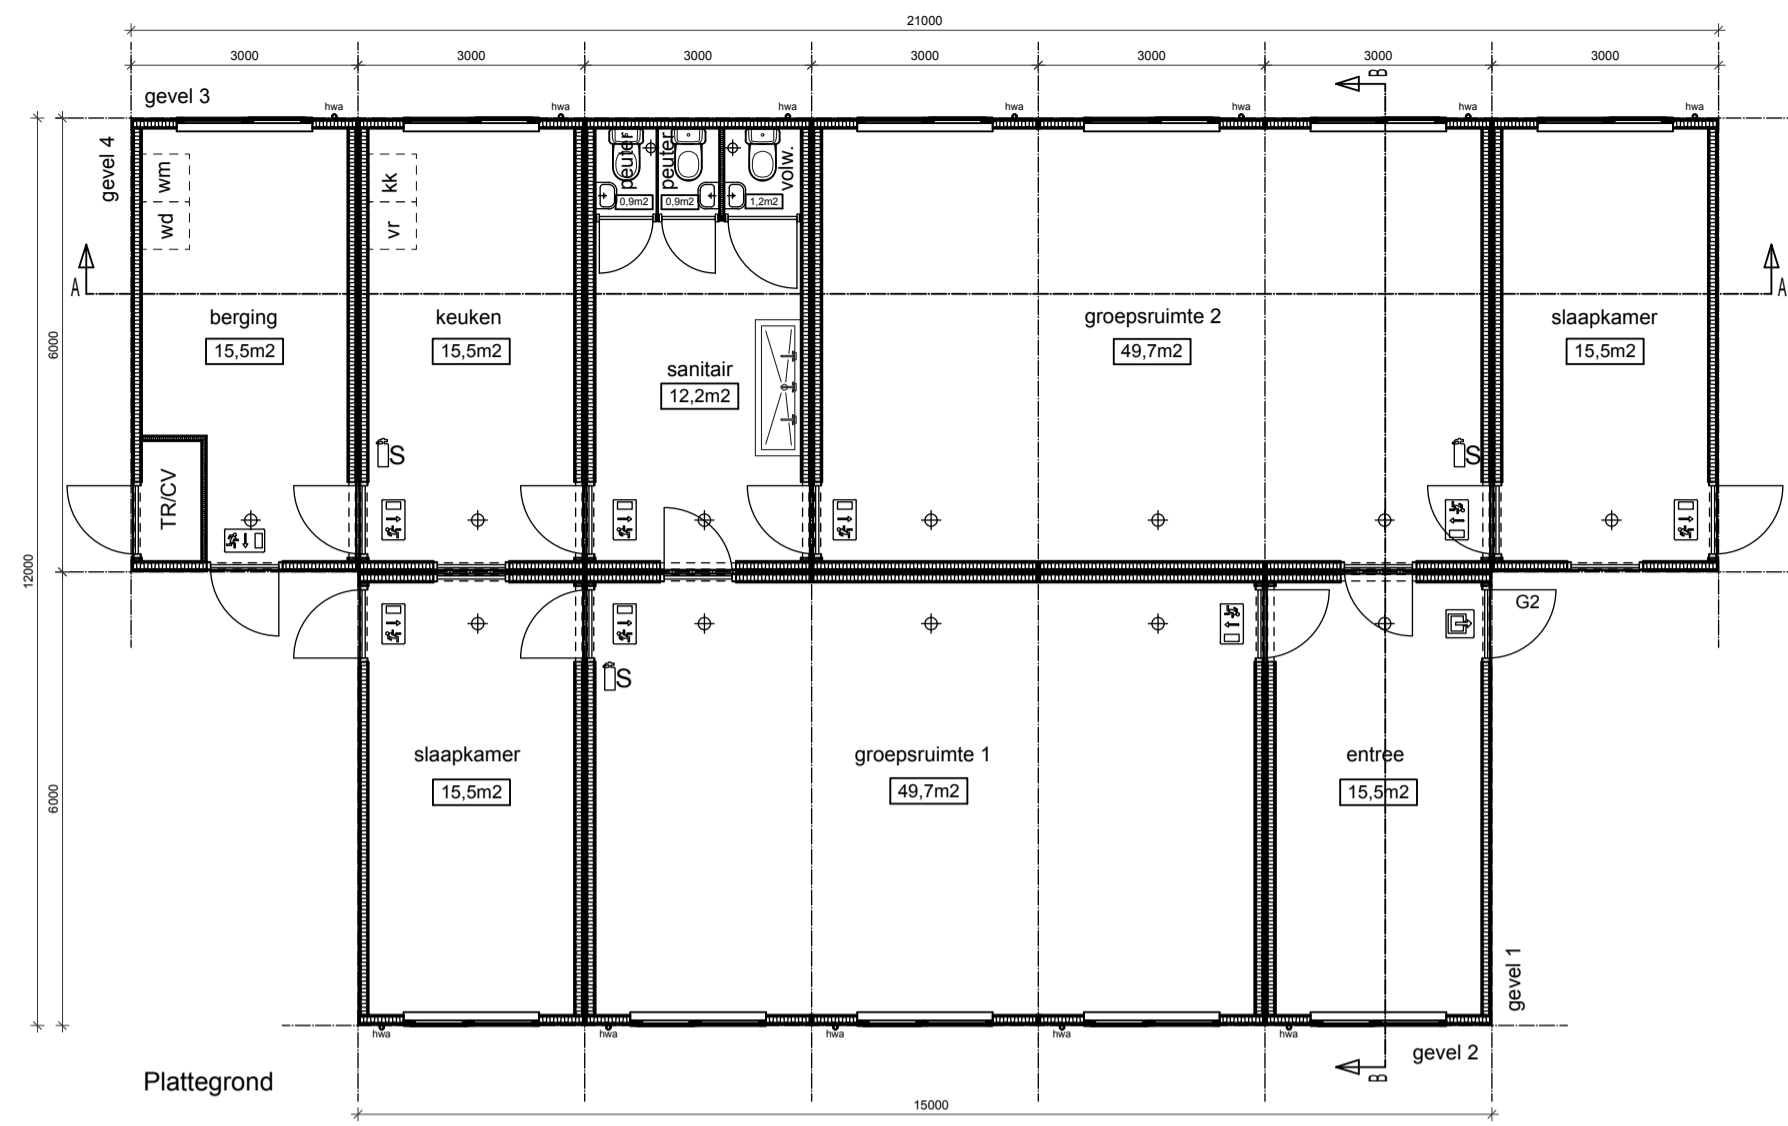 21000
3000 3000 3000 3000 3000 3000 3000
B
gevel 3
hwa hwa hwa hwa hwa hwa hwa
gevel 4
wm
wd
kk
vr
peuter peuter volw.
0,9m2 0,9m2 1,2m2
A A
berging
15,5m2
keuken
15,5m2
sanitair
12,2m2
groepsruimte 2
49,7m2
slaapkamer
15,5m2
6000
S S
TR/CV
12000
G2
S
slaapkamer
15,5m2
groepsruimte 1
49,7m2
entree
15,5m2
6000
gevel 1
hwa hwa hwa hwa hwa
gevel 2
B
Plattegrond
15000